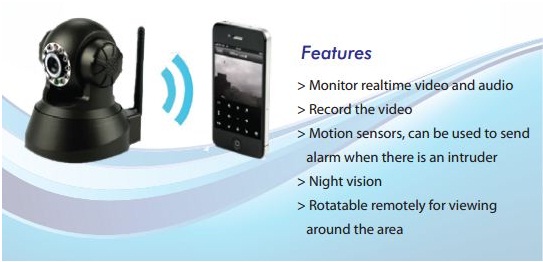 Features
> Monitor realtime video and audio
> Record the video
> Motion sensors, can be used to send
alarm when there is an intruder
> Night vision
> Rotatable remotely for viewing
around the area